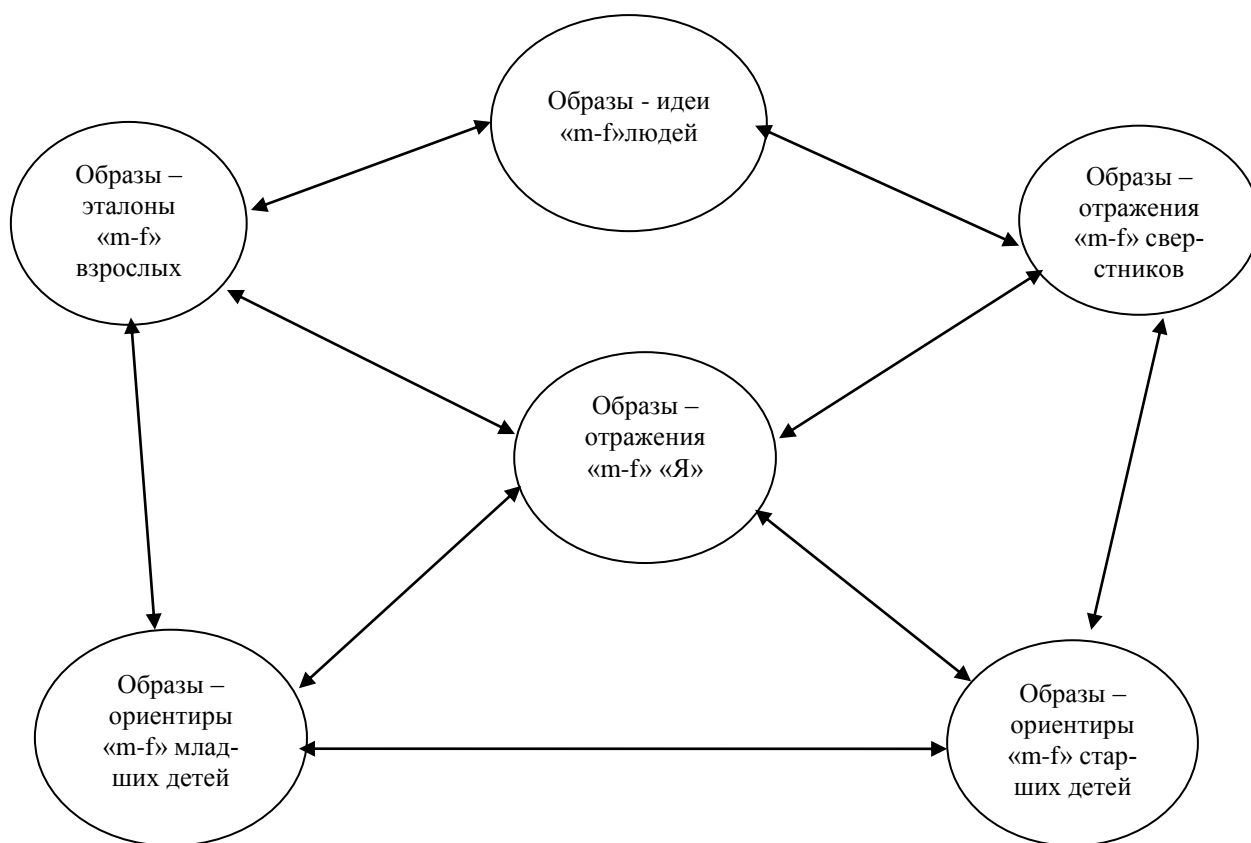 Образы - идеи
«m-f»людей
Образы –
эталоны
«m-f»
взрослых
Образы –
отражения
«m-f» свер-
стников
Образы –
отражения
«m-f» «Я»
Образы –
ориентиры
«m-f» млад-
ших детей
Образы –
ориентиры
«m-f» стар-
ших детей